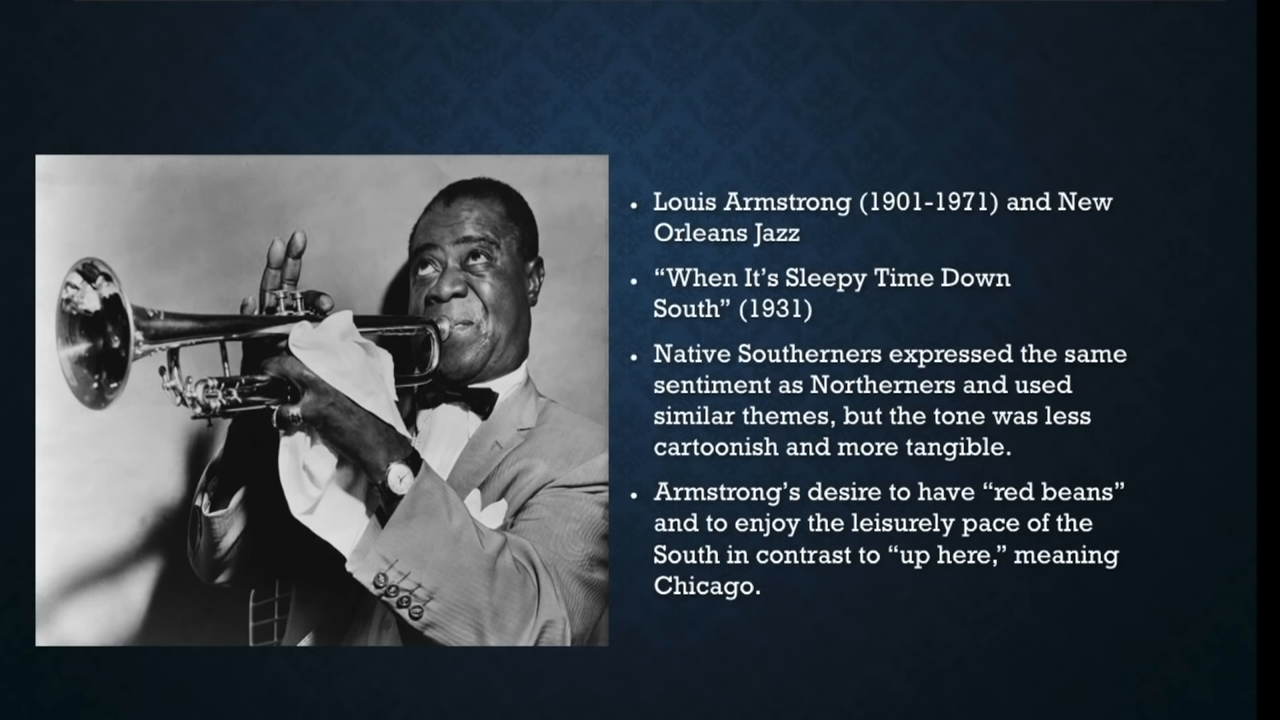 • Louis Armstrong (1901-1971) and New
Orleans Jazz
• “When It’s Sleepy Time Down
South” (1931)
• Native Southerners expressed the same
sentiment as Northerners and used
similar themes, but the tone was less
cartoonish and more tangible.
• Armstrong’s desire to have “red beans”
and to enjoy the leisurely pace of the
South in contrast to “up here,” meaning
Chicago.